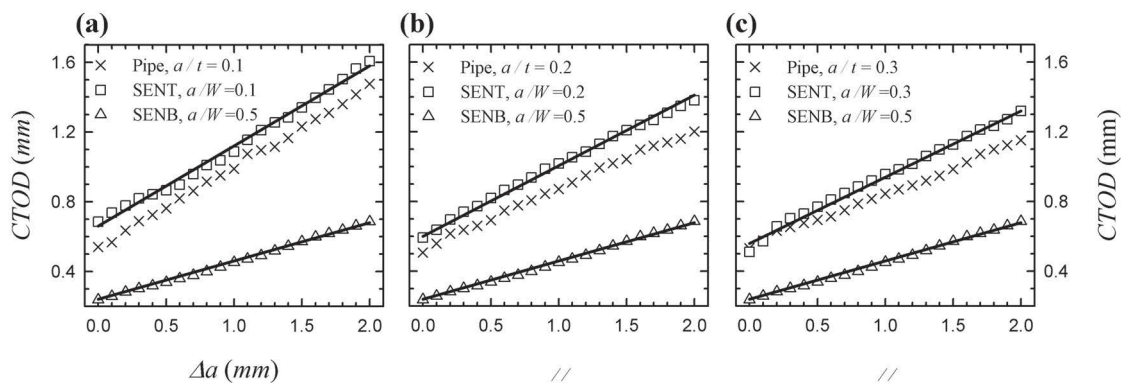 (a)
(b)
(c)
× Pipe, a / t = 0.1
□ SENT, a/W=0.1
△ SENB, a/W=0.5
× Pipe, a / t = 0.2
□ SENT, a/W=0.2
△ SENB, a/W=0.5
× Pipe, a / t = 0.3
□ SENT, a/W=0.3
△ SENB, a/W=0.5
CTOD (mm)
1.6
1.2
0.8
0.4
CTOD (mm)
1.6
1.2
0.8
0.4
0.0 0.5 1.0 1.5 2.0
0.0 0.5 1.0 1.5 2.0
0.0 0.5 1.0 1.5 2.0
Δa (mm)
//
//